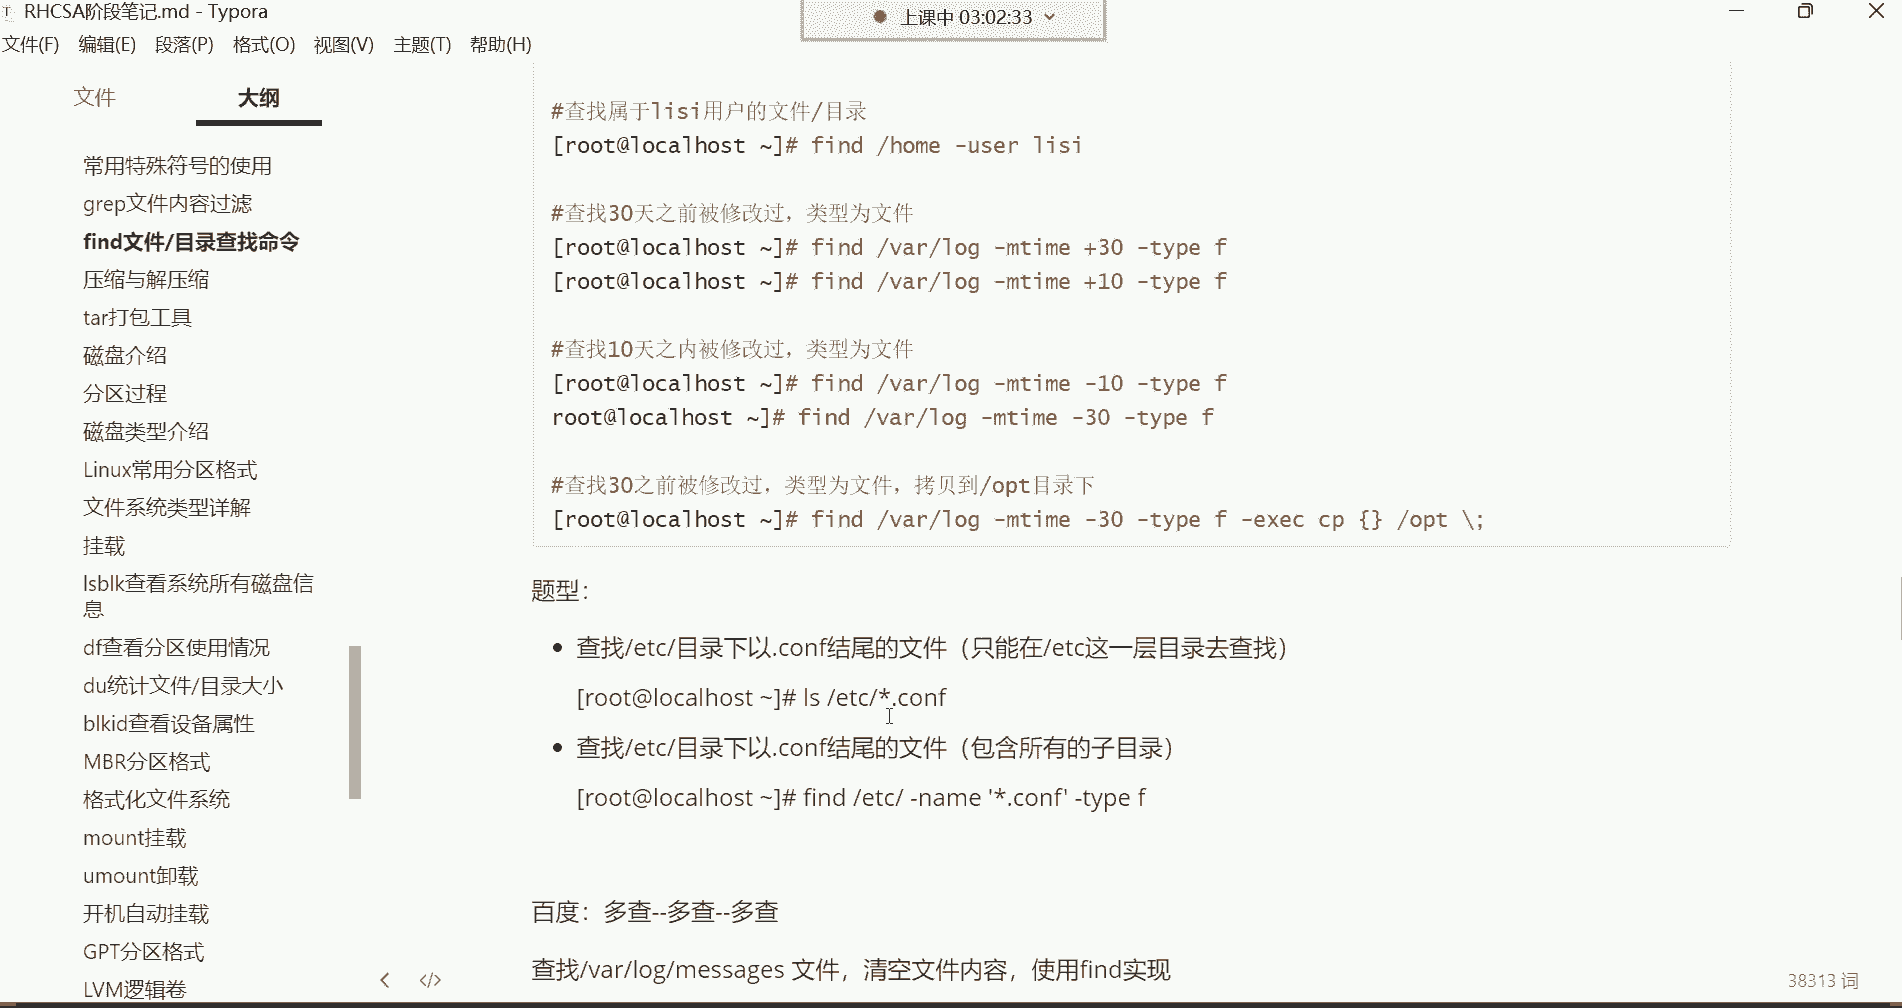 RHCSA阶段笔记.md - Typora
上课中 03:02:33
文件(F) 编辑(E) 段落(P) 格式(O) 视图(V) 主题(T) 帮助(H)
文件 大纲
常用特殊符号的使用
grep文件内容过滤
find文件/目录查找命令
压缩与解压缩
tar打包工具
磁盘介绍
分区过程
磁盘类型介绍
Linux常用分区格式
文件系统类型详解
挂载
lsblk查看系统所有磁盘信
息
df查看分区使用情况
du统计文件/目录大小
blkid查看设备属性
MBR分区格式
格式化文件系统
mount挂载
umount卸载
开机自动挂载
GPT分区格式
LVM逻辑卷
#查找属于lisi用户的文件/目录
[root@localhost ~]# find /home -user lisi
#查找30天之前被修改过，类型为文件
[root@localhost ~]# find /var/log -mtime +30 -type f
[root@localhost ~]# find /var/log -mtime +10 -type f
#查找10天之内被修改过，类型为文件
[root@localhost ~]# find /var/log -mtime -10 -type f
root@localhost ~]# find /var/log -mtime -30 -type f
#查找30之前被修改过，类型为文件，拷贝到/opt目录下
[root@localhost ~]# find /var/log -mtime -30 -type f -exec cp {} /opt \;
题型：
• 查找/etc/目录下以.conf结尾的文件（只能在/etc这一层目录去查找）
[root@localhost ~]# ls /etc/*.conf
• 查找/etc/目录下以.conf结尾的文件（包含所有的子目录）
[root@localhost ~]# find /etc/ -name '*.conf' -type f
百度：多查--多查--多查
查找/var/log/messages 文件，清空文件内容，使用find实现
38313 词